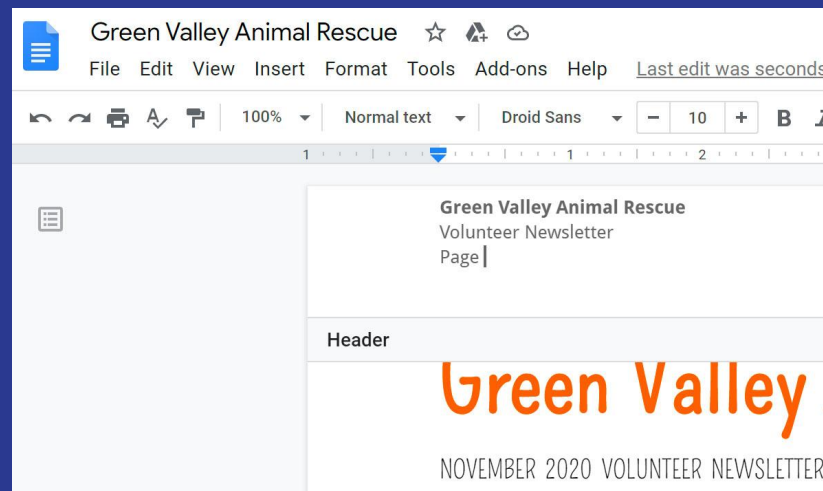 Green Valley Animal Rescue
File Edit View Insert Format Tools Add-ons Help Last edit was seconds
100% Normal text Droid Sans − 10 + B I
1 1 2
Green Valley Animal Rescue
Volunteer Newsletter
Page
Header
Green Valley
NOVEMBER 2020 VOLUNTEER NEWSLETTER